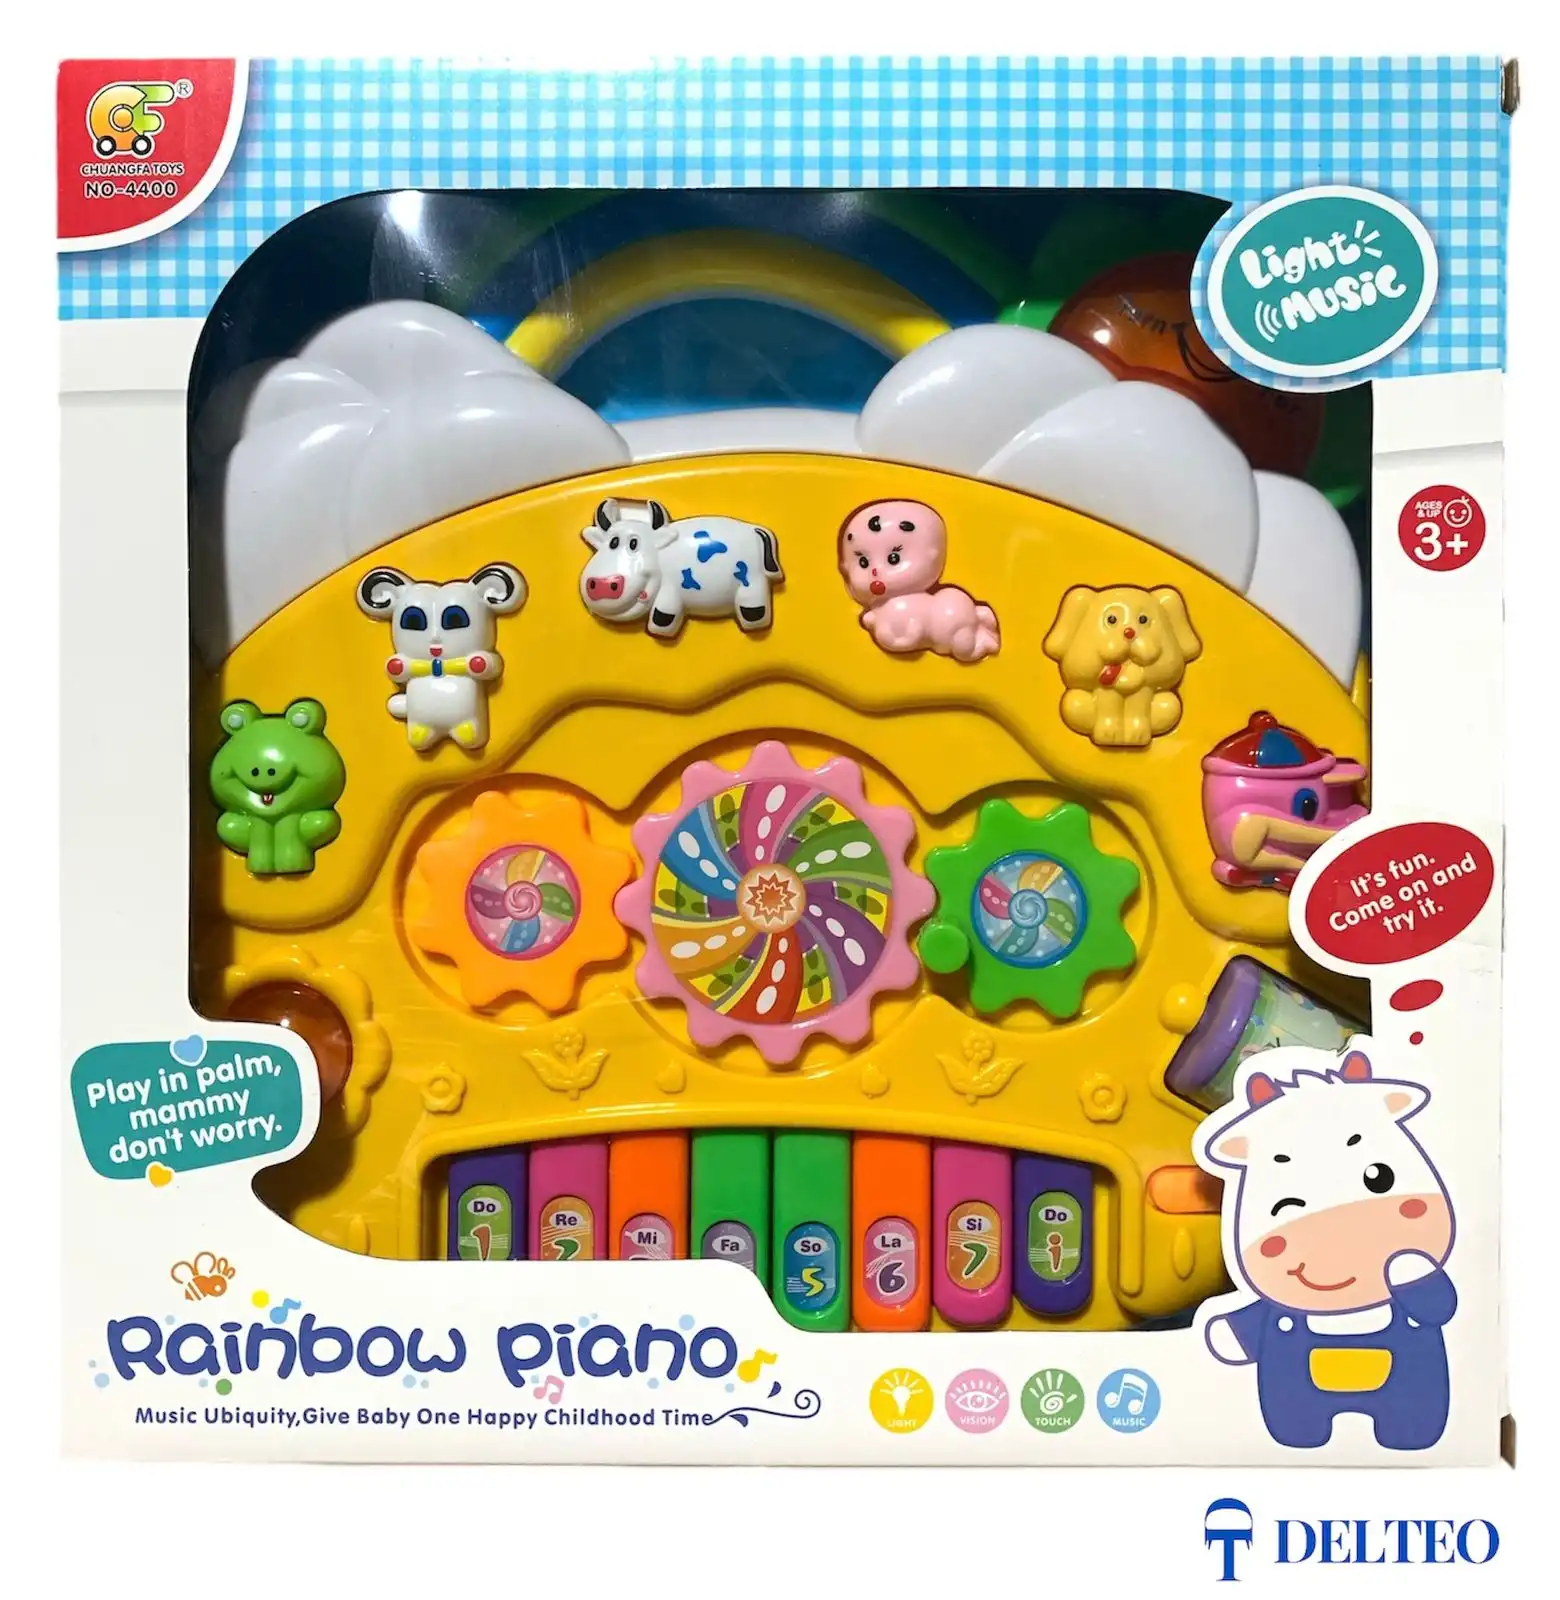 CF®
CHUANGFA TOYS
NO-4400
Light
Music
AGES
& UP
3+
It's fun.
Come on and
try it.
Play in palm,
mammy
don't worry.
Do
1
Re
2
Mi
Fa
So
5
La
6
Si
7
Do
i
Rainbow Piano
Music Ubiquity,Give Baby One Happy Childhood Time
LIGHT
VISION
TOUCH
MUSIC
DELTEO